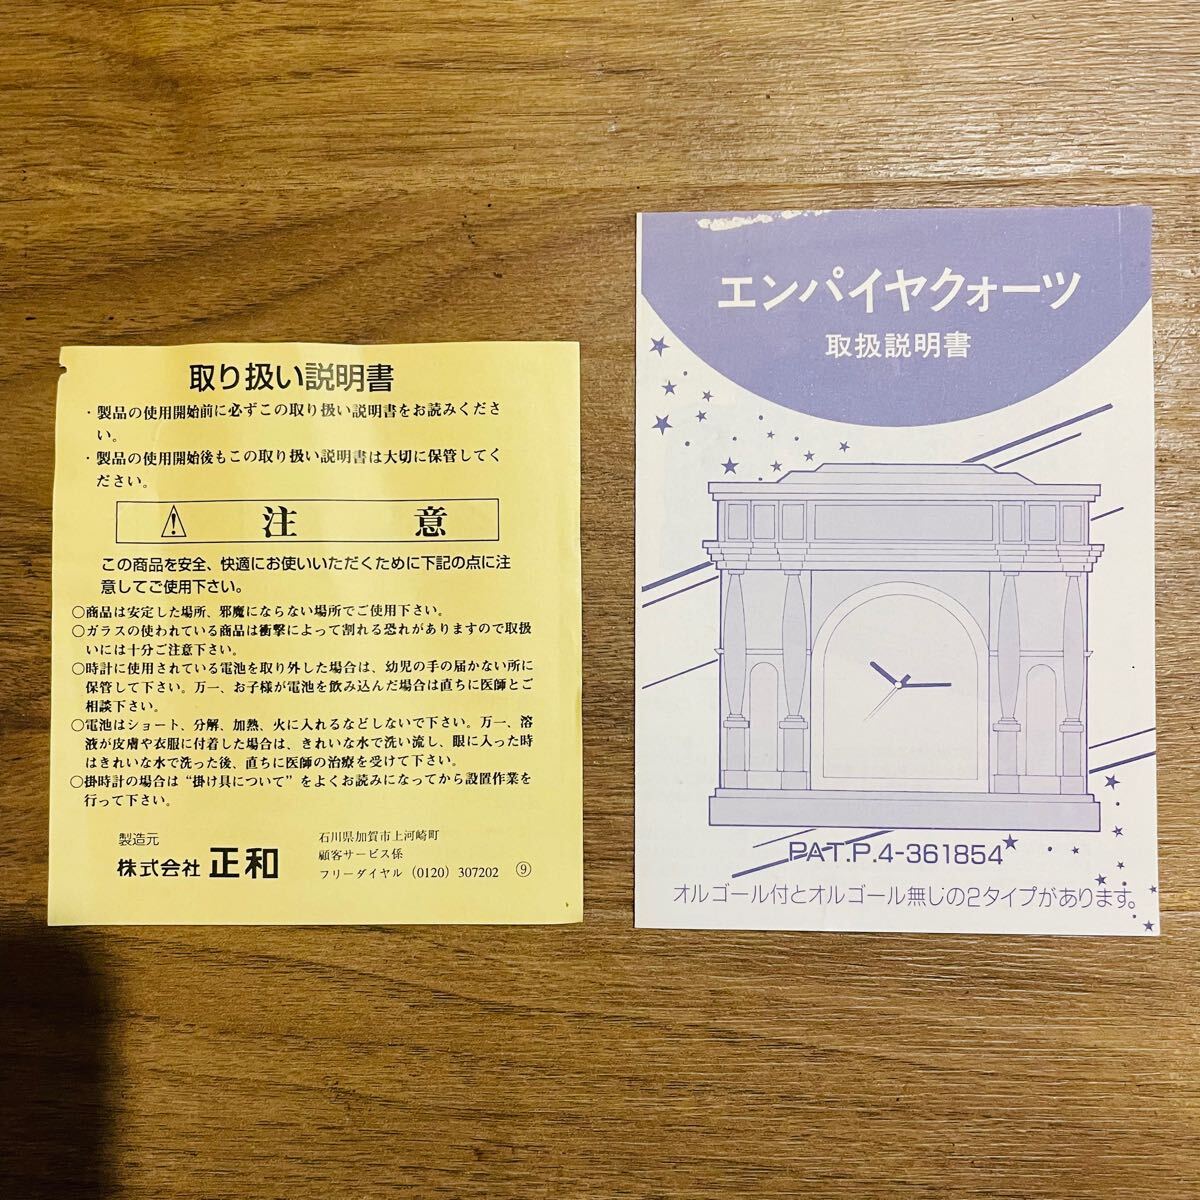 取り扱い説明書
・製品の使用開始前に必ずこの取り扱い説明書をお読みくださ
い。
・製品の使用開始後もこの取り扱い説明書は大切に保管してく
ださい。
注意
この商品を安全、快適にお使いいただくために下記の点に注
意してご使用下さい。
○商品は安定した場所、邪魔にならない場所でご使用下さい。
○ガラスの使われている商品は衝撃によって割れる恐れがありますので取扱
いには十分ご注意下さい。
○時計に使用されている電池を取り外した場合は、幼児の手の届かない所に
保管して下さい。万一、お子様が電池を飲み込んだ場合は直ちに医師とご
相談下さい。
○電池はショート、分解、加熱、火に入れるなどしないで下さい。万一、溶
液が皮膚や衣服に付着した場合は、きれいな水で洗い流し、眼に入った時
はきれいな水で洗った後、直ちに医師の治療を受けて下さい。
○掛時計の場合は“掛け具について”をよくお読みになってから設置作業を
行って下さい。
製造元
株式会社 正和
石川県加賀市上河崎町
顧客サービス係
フリーダイヤル (0120) 307202 ⑨
エンパイヤクォーツ
取扱説明書
PAT.P.4-361854
オルゴール付とオルゴール無しの2タイプがあります。